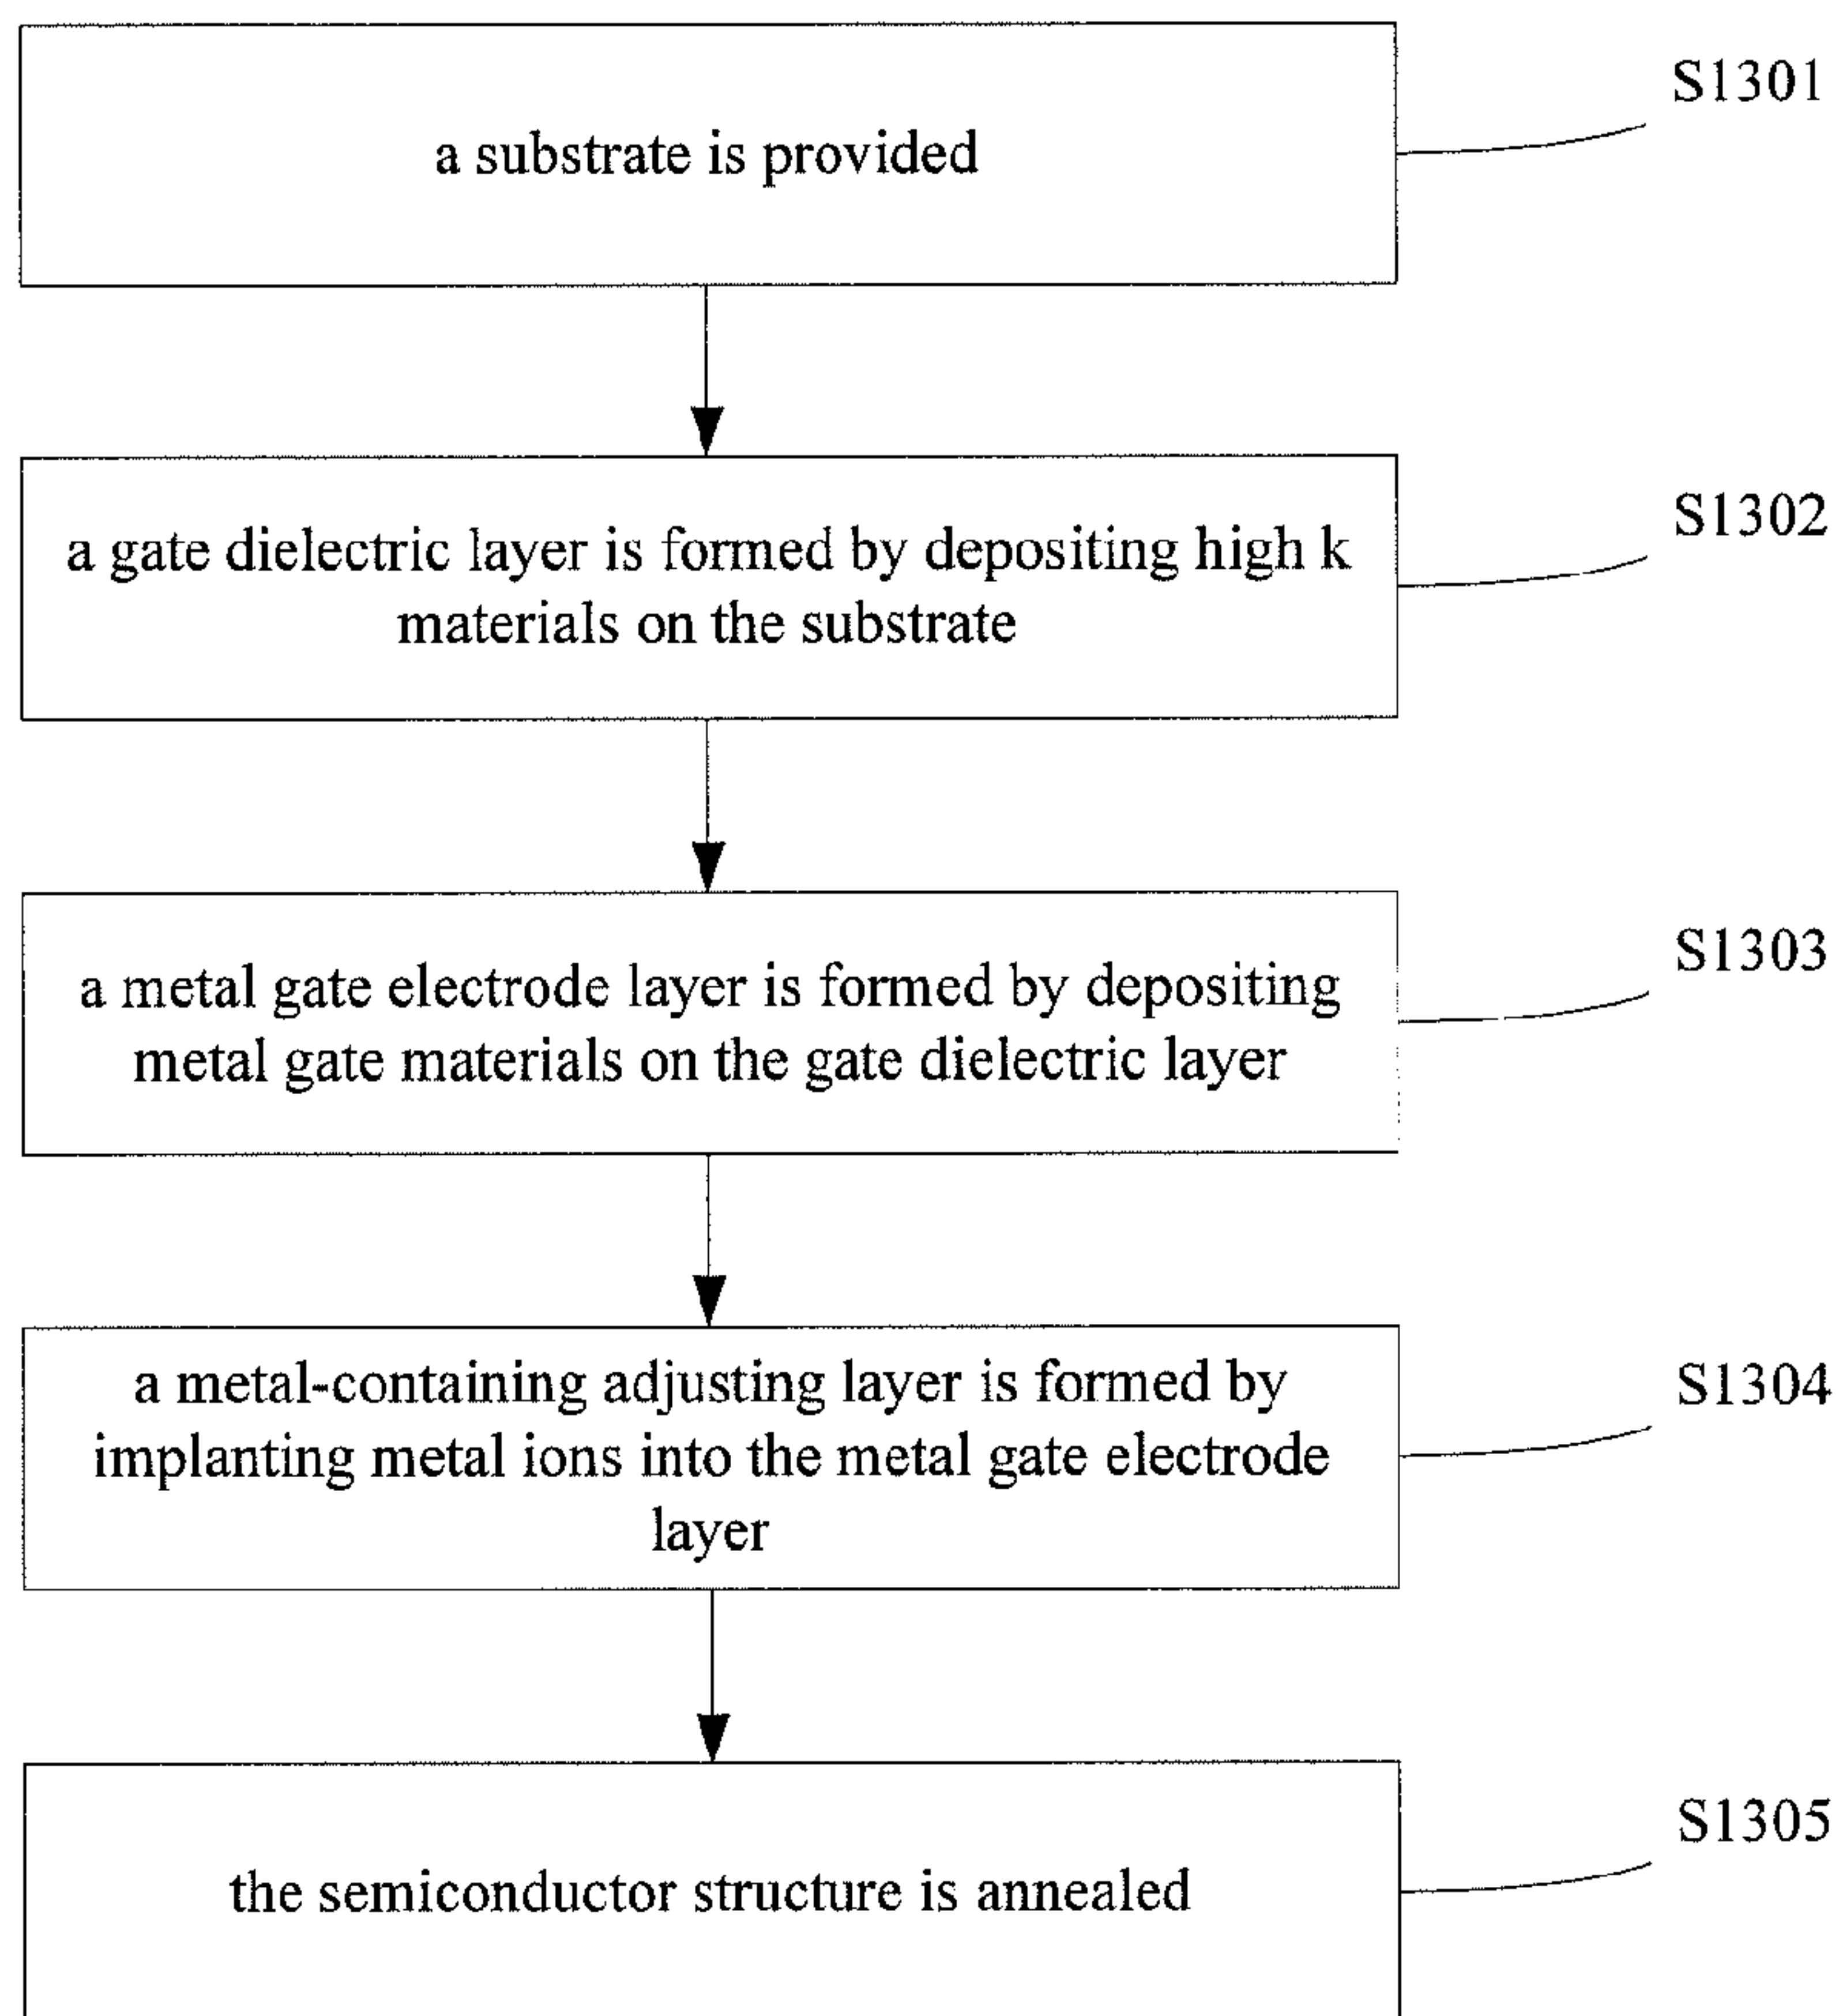 S1301
a substrate is provided
S1302
a gate dielectric layer is formed by depositing high k
materials on the substrate
S1303
a metal gate electrode layer is formed by depositing
metal gate materials on the gate dielectric layer
S1304
a metal-containing adjusting layer is formed by
implanting metal ions into the metal gate electrode
layer
S1305
the semiconductor structure is annealed